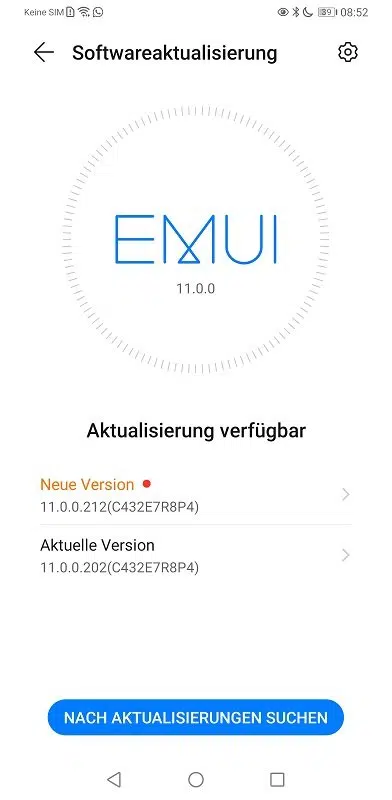 Keine SIM 89 08:52
Softwareaktualisierung
EMUI
11.0.0
Aktualisierung verfügbar
Neue Version
11.0.0.212(C432E7R8P4)
Aktuelle Version
11.0.0.202(C432E7R8P4)
NACH AKTUALISIERUNGEN SUCHEN